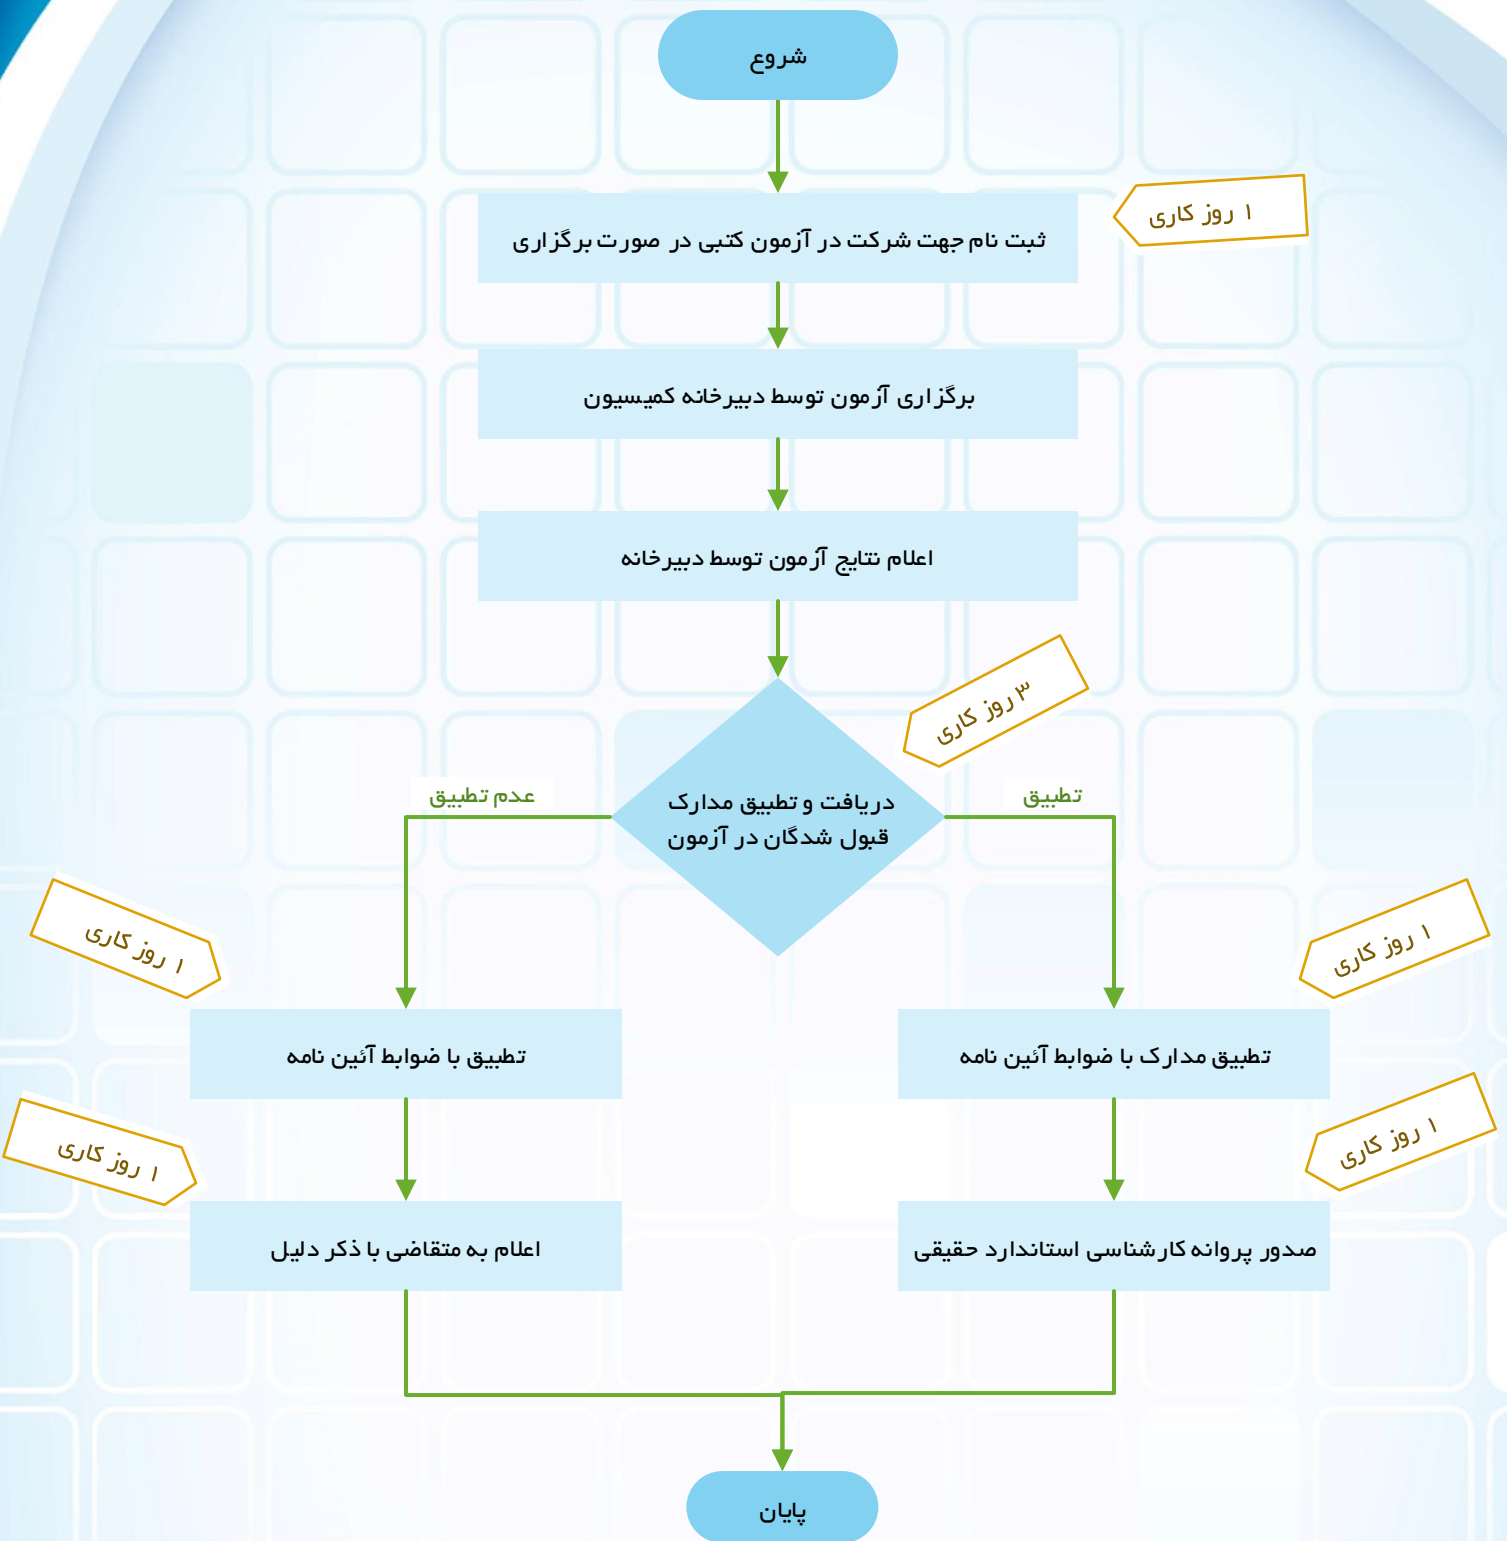 شروع
ثبت نام جهت شرکت در آزمون کتبی در صورت برگزاری
۱ روز کاری
برگزاری آزمون توسط دبیرخانه کمیسیون
اعلام نتایج آزمون توسط دبیرخانه
۳ روز کاری
دریافت و تطبیق مدارک
قبول شدگان در آزمون
تطبیق
عدم تطبیق
۱ روز کاری
تطبیق مدارک با ضوابط آئین نامه
۱ روز کاری
تطبیق با ضوابط آئین نامه
۱ روز کاری
صدور پروانه کارشناسی استاندارد حقیقی
۱ روز کاری
اعلام به متقاضی با ذکر دلیل
پایان